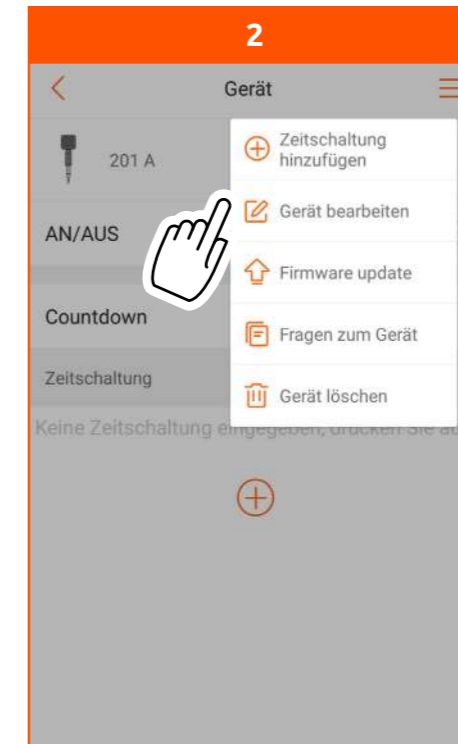 2
Gerät
201 A
Zeitschaltung
hinzufügen
Gerät bearbeiten
AN/AUS
Firmware update
Countdown
Fragen zum Gerät
Zeitschaltung
Gerät löschen
Keine Zeitschaltung eingegeben, drücken Sie